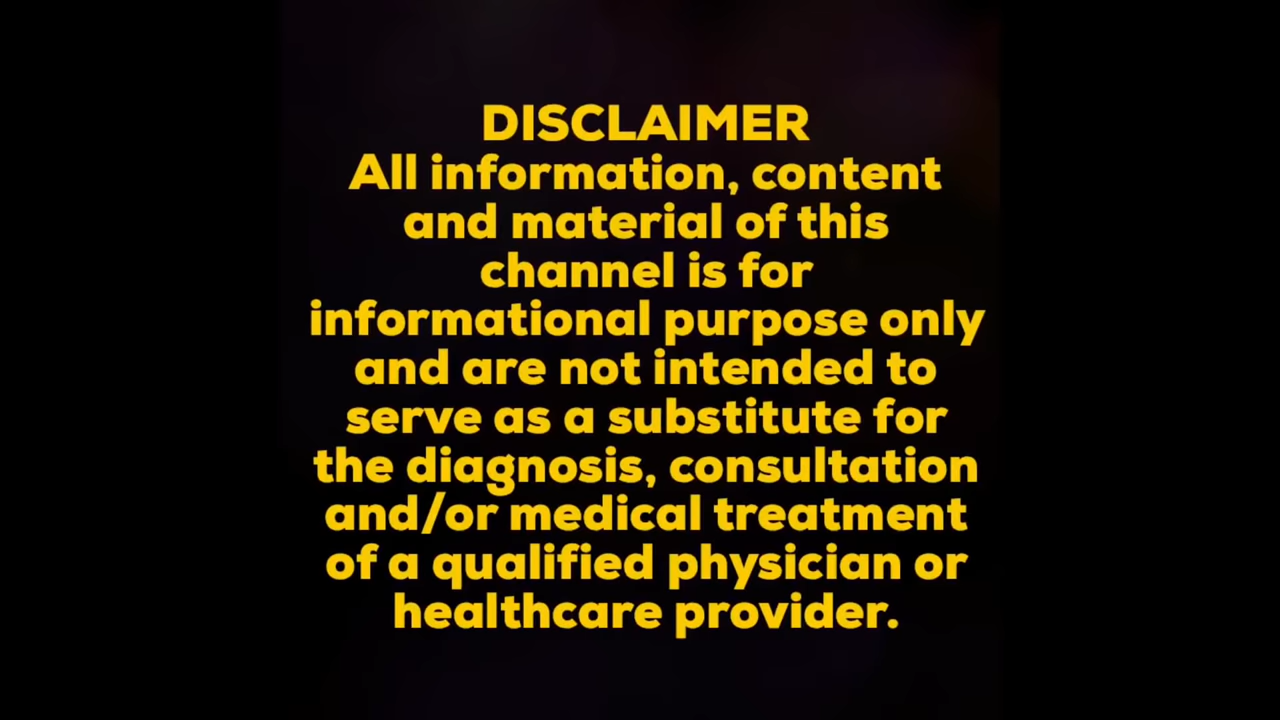 DISCLAIMER
All information, content
and material of this
channel is for
informational purpose only
and are not intended to
serve as a substitute for
the diagnosis, consultation
and/or medical treatment
of a qualified physician or
healthcare provider.